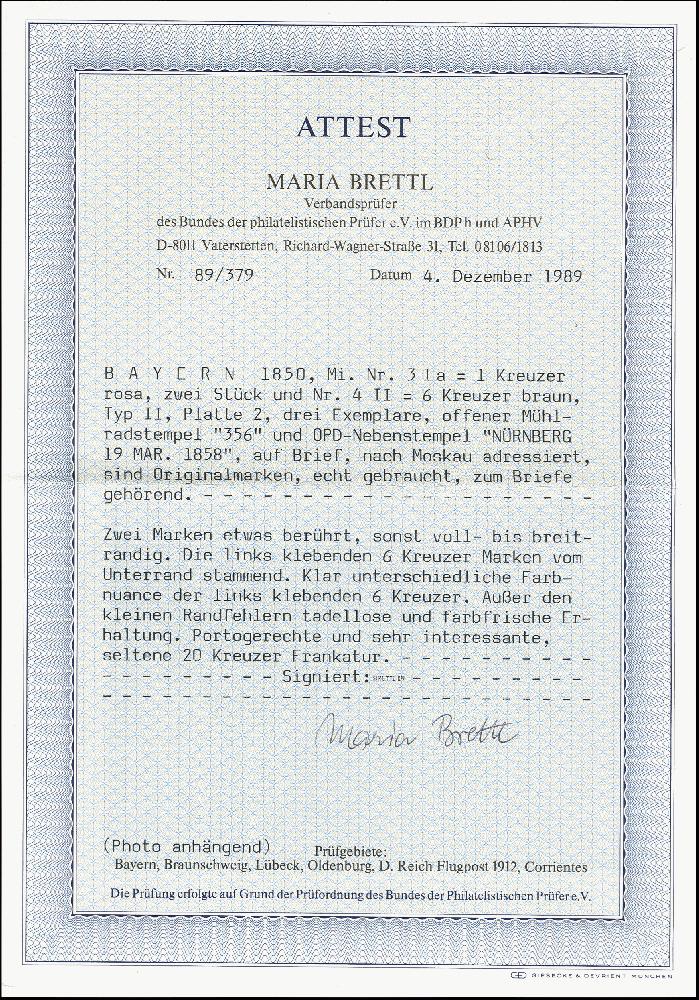 ATTEST
MARIA BRETTL
Verbandsprüfer
des Bundes der philatelistischen Prüfer e.V. im BDPh und APHV
D-8011 Vaterstetten, Richard-Wagner-Straße 31, Tel. 08106/1813
Nr. 89/379 Datum 4. Dezember 1989
B A Y E R N 1850, Mi. Nr. 3 I a = 1 Kreuzer
rosa, zwei Stück und Nr. 4 II = 6 Kreuzer braun,
Typ II, Platte 2, drei Exemplare, offener Mühl-
radstempel "356" und OPD-Nebenstempel "NÜRNBERG
19 MAR. 1858", auf Brief, nach Moskau adressiert,
sind Originalmarken, echt gebraucht, zum Briefe
gehörend. - - - - - - - - - - - - - - - - - - - -
Zwei Marken etwas berührt, sonst voll- bis breit-
randig. Die links klebenden 6 Kreuzer Marken vom
Unterrand stammend. Klar unterschiedliche Farb-
nuance der links klebenden 6 Kreuzer. Außer den
kleinen Randfehlern tadellose und farbfrische Er-
haltung. Portogerechte und sehr interessante,
seltene 20 Kreuzer Frankatur. - - - - - - - - - -
- - - - - - - - - Signiert: - - - - - - - - -
- - - - - - - - - - - - - - - - - - - - - - - - -
Maria Brettl
(Photo anhängend) Prüfgebiete:
Bayern, Braunschweig, Lübeck, Oldenburg, D. Reich Flugpost 1912, Corrientes
Die Prüfung erfolgte auf Grund der Prüfordnung des Bundes der Philatelistischen Prüfer e.V.
GIESECKE & DEVRIENT MÜNCHEN